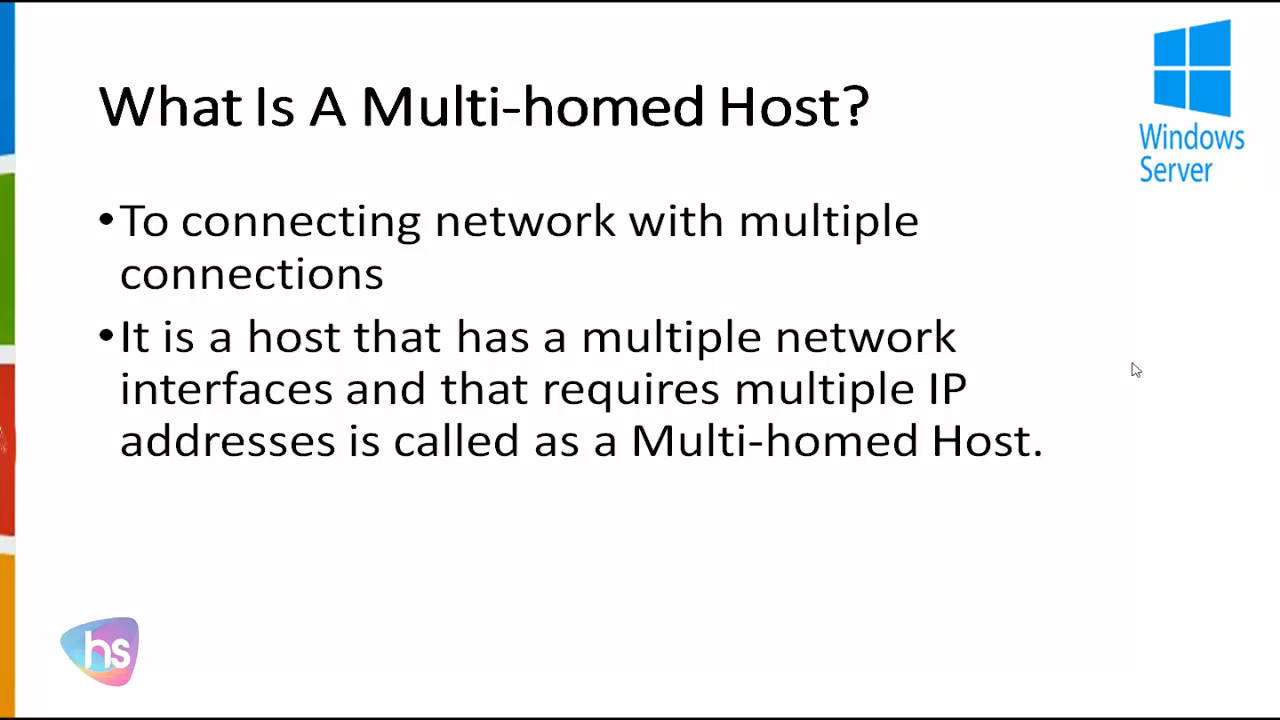 What Is A Multi-homed Host?
Windows
Server
•To connecting network with multiple
connections
•It is a host that has a multiple network
interfaces and that requires multiple IP
addresses is called as a Multi-homed Host.
hs